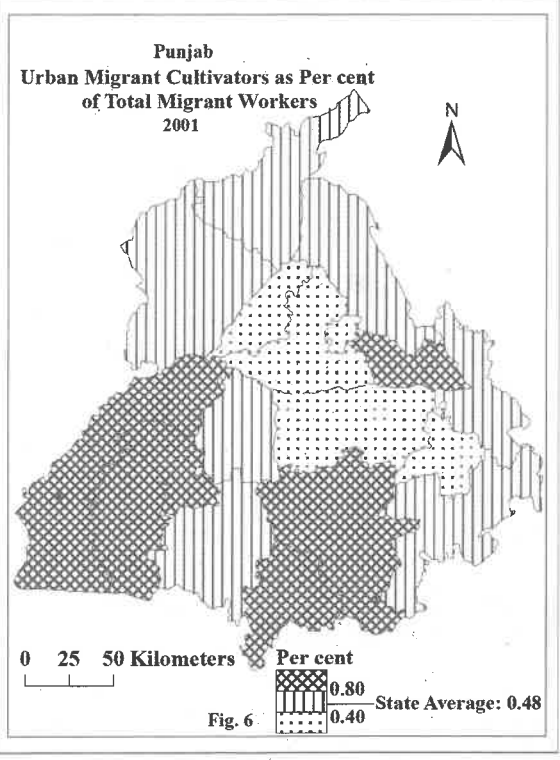 Punjab
Urban Migrant Cultivators as Per cent
of Total Migrant Workers
2001
N
0 25 50 Kilometers
Per cent
0.80
State Average: 0.48
0.40
Fig. 6